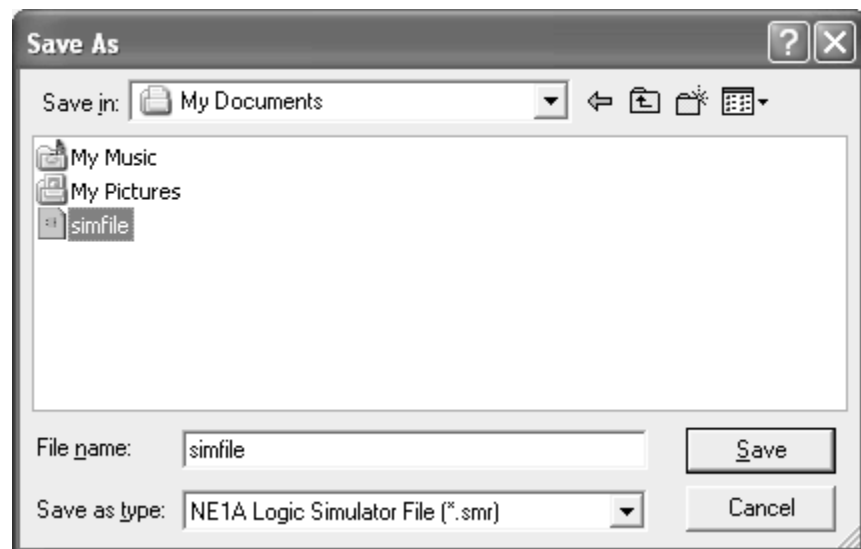 Save As
Save in: My Documents
My Music
My Pictures
simfile
File name: simfile
Save
Save as type: NE1A Logic Simulator File (*.smr)
Cancel